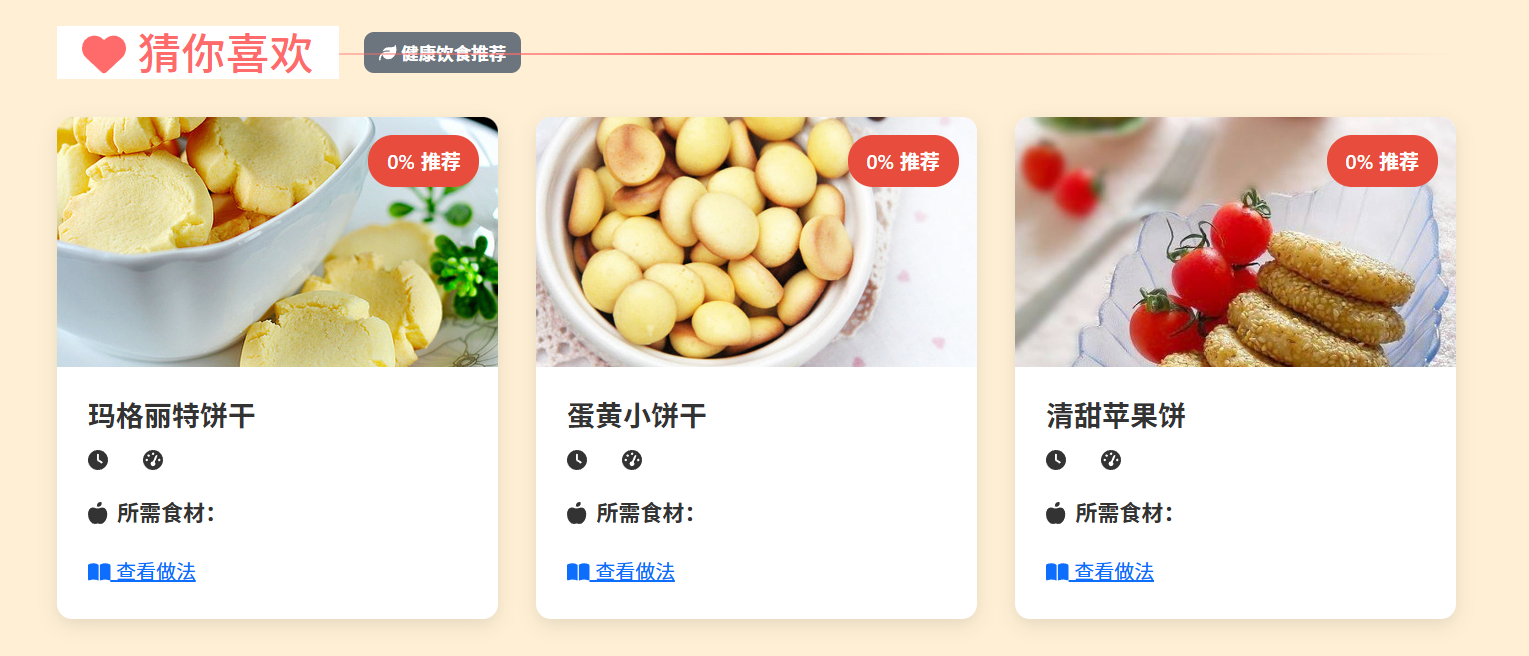 猜你喜欢
健康饮食推荐
0% 推荐
0% 推荐
0% 推荐
玛格丽特饼干
蛋黄小饼干
清甜苹果饼
所需食材：
所需食材：
所需食材：
查看做法
查看做法
查看做法